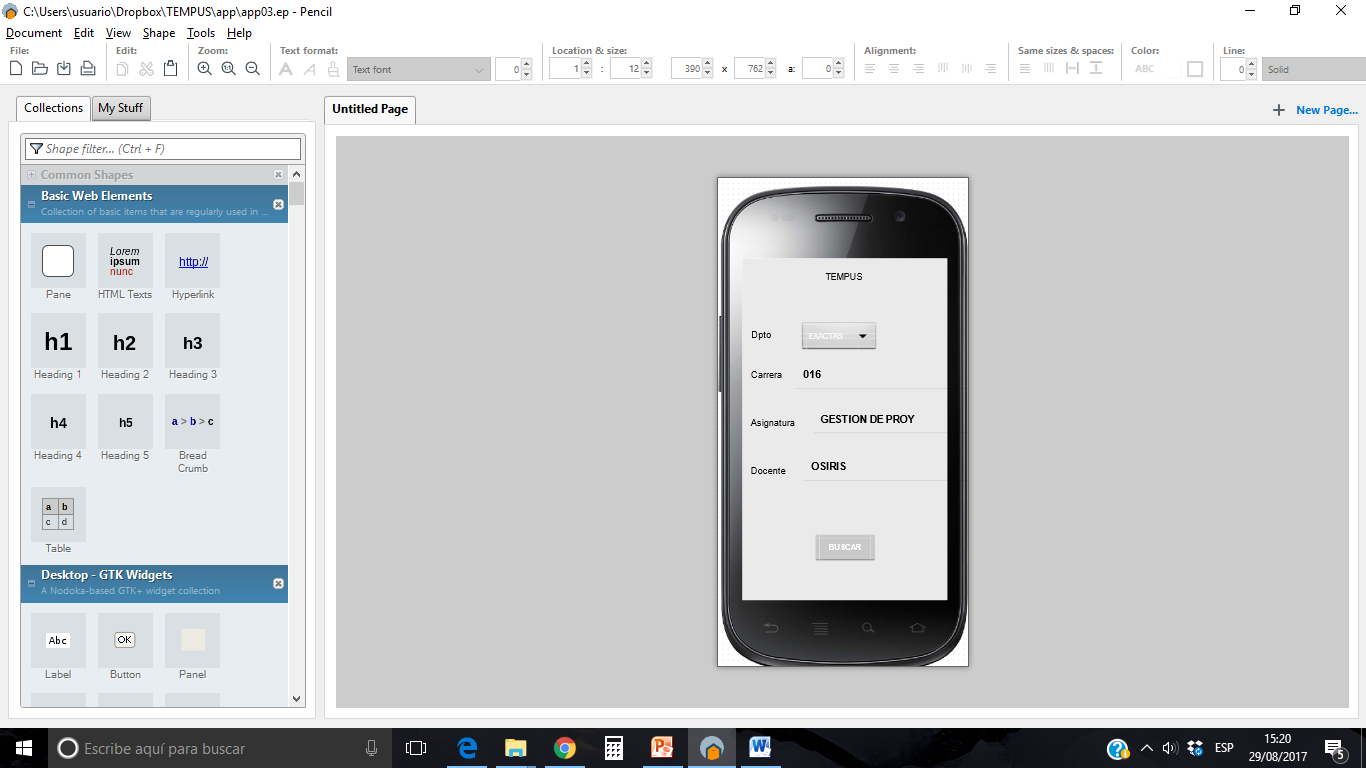 C:\Users\usuario\Dropbox\TEMPUS\app\app03.ep - Pencil
Document Edit View Shape Tools Help
File: Edit: Zoom: Text format: Location & size: Alignment: Same sizes & spaces: Color: Line:
1:1 A A Text font 0 1 : 12 390 x 762 a: 0 ABC 0 Solid
Collections My Stuff Untitled Page New Page...
Shape filter... (Ctrl + F)
Common Shapes
Basic Web Elements
Collection of basic items that are regularly used in ...
Lorem
ipsum
nunc
http://
Pane HTML Texts Hyperlink
h1 h2 h3
Heading 1 Heading 2 Heading 3
h4 h5 a > b > c
Heading 4 Heading 5 Bread
Crumb
a b
c d
Table
Desktop - GTK Widgets
A Nodoka-based GTK+ widget collection
Abc OK
Label Button Panel
TEMPUS
Dpto EXACTAS
Carrera 016
Asignatura GESTION DE PROY
Docente OSIRIS
BUSCAR
Escribe aquí para buscar
ESP
15:20
29/08/2017
5